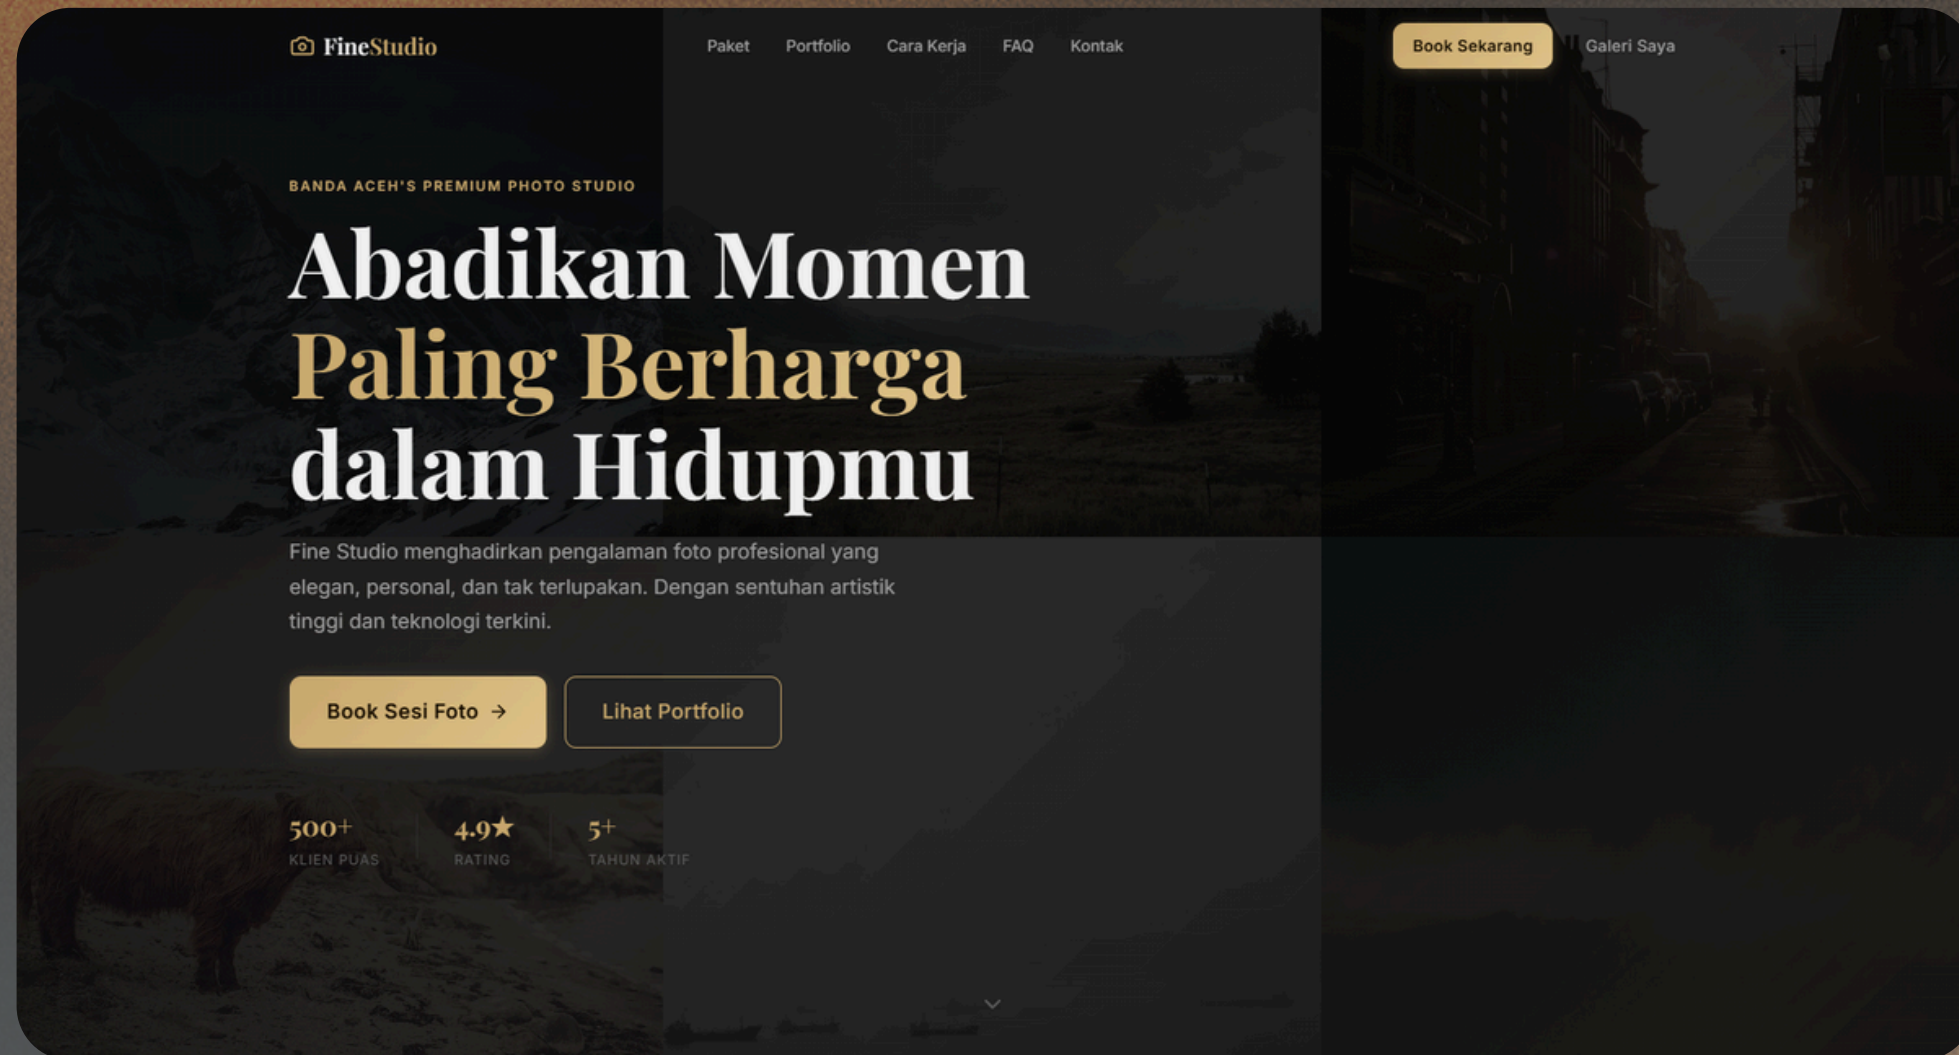 FineStudio
Paket
Portfolio
Cara Kerja
FAQ
Kontak
Book Sekarang
Galeri Saya
BANDA ACEH'S PREMIUM PHOTO STUDIO
Abadikan Momen
Paling Berharga
dalam Hidupmu
Fine Studio menghadirkan pengalaman foto profesional yang
elegan, personal, dan tak terlupakan. Dengan sentuhan artistik
tinggi dan teknologi terkini.
Book Sesi Foto →
Lihat Portfolio
500+
KLIEN PUAS
4.9★
RATING
5+
TAHUN AKTIF